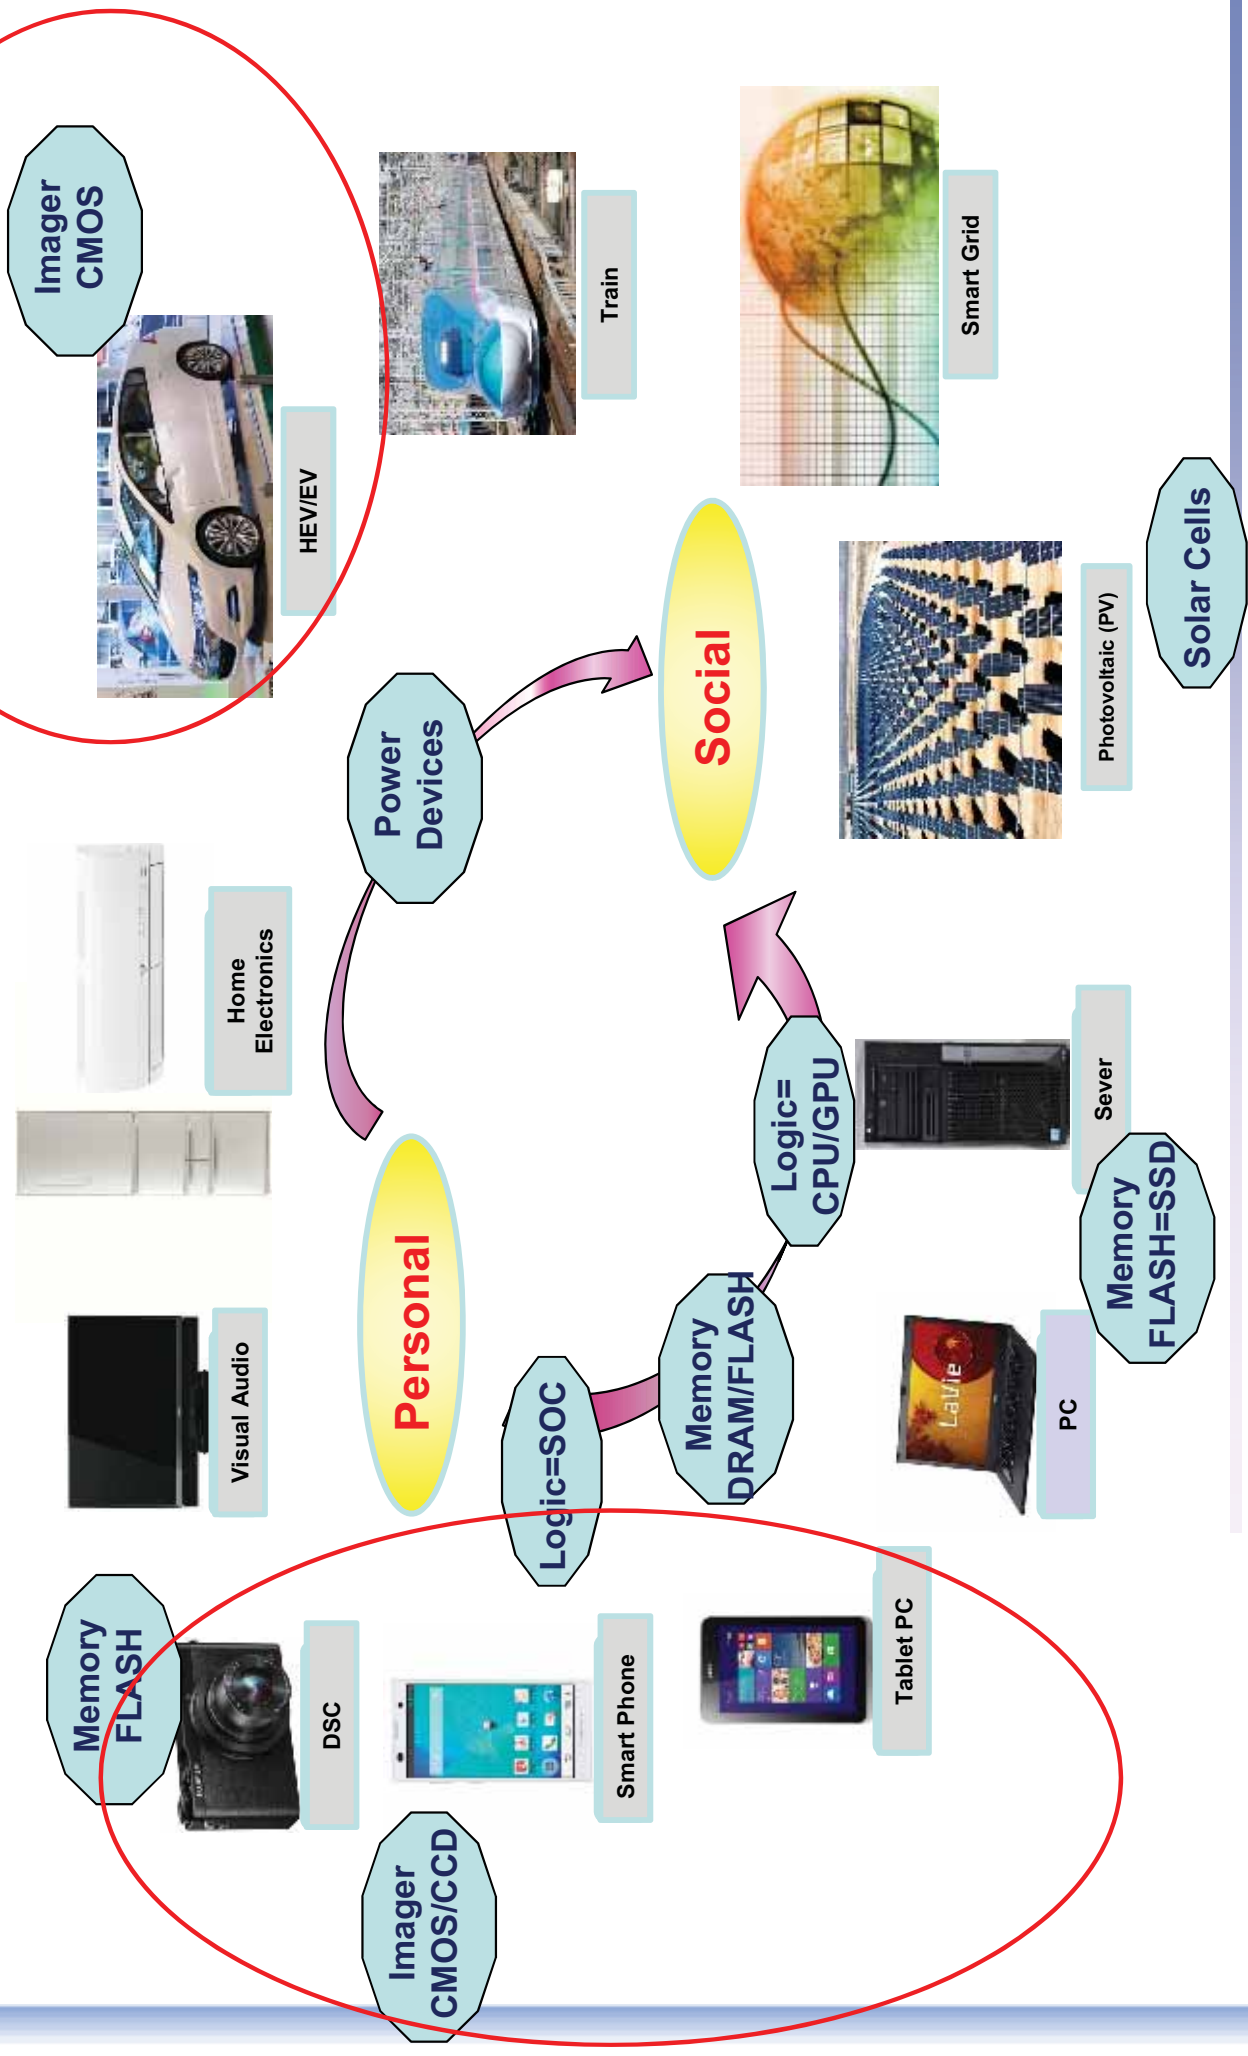 Memory
FLASH
DSC
Imager
CMOS/CCD
Smart Phone
Tablet PC
Visual Audio
Home
Electronics
Personal
Logic=SOC
Memory
DRAM/FLASH
Logic=
CPU/GPU
LaVie
PC
Sever
Memory
FLASH=SSD
Power
Devices
Social
Imager
CMOS
HEV/EV
Train
Smart Grid
Photovoltaic (PV)
Solar Cells